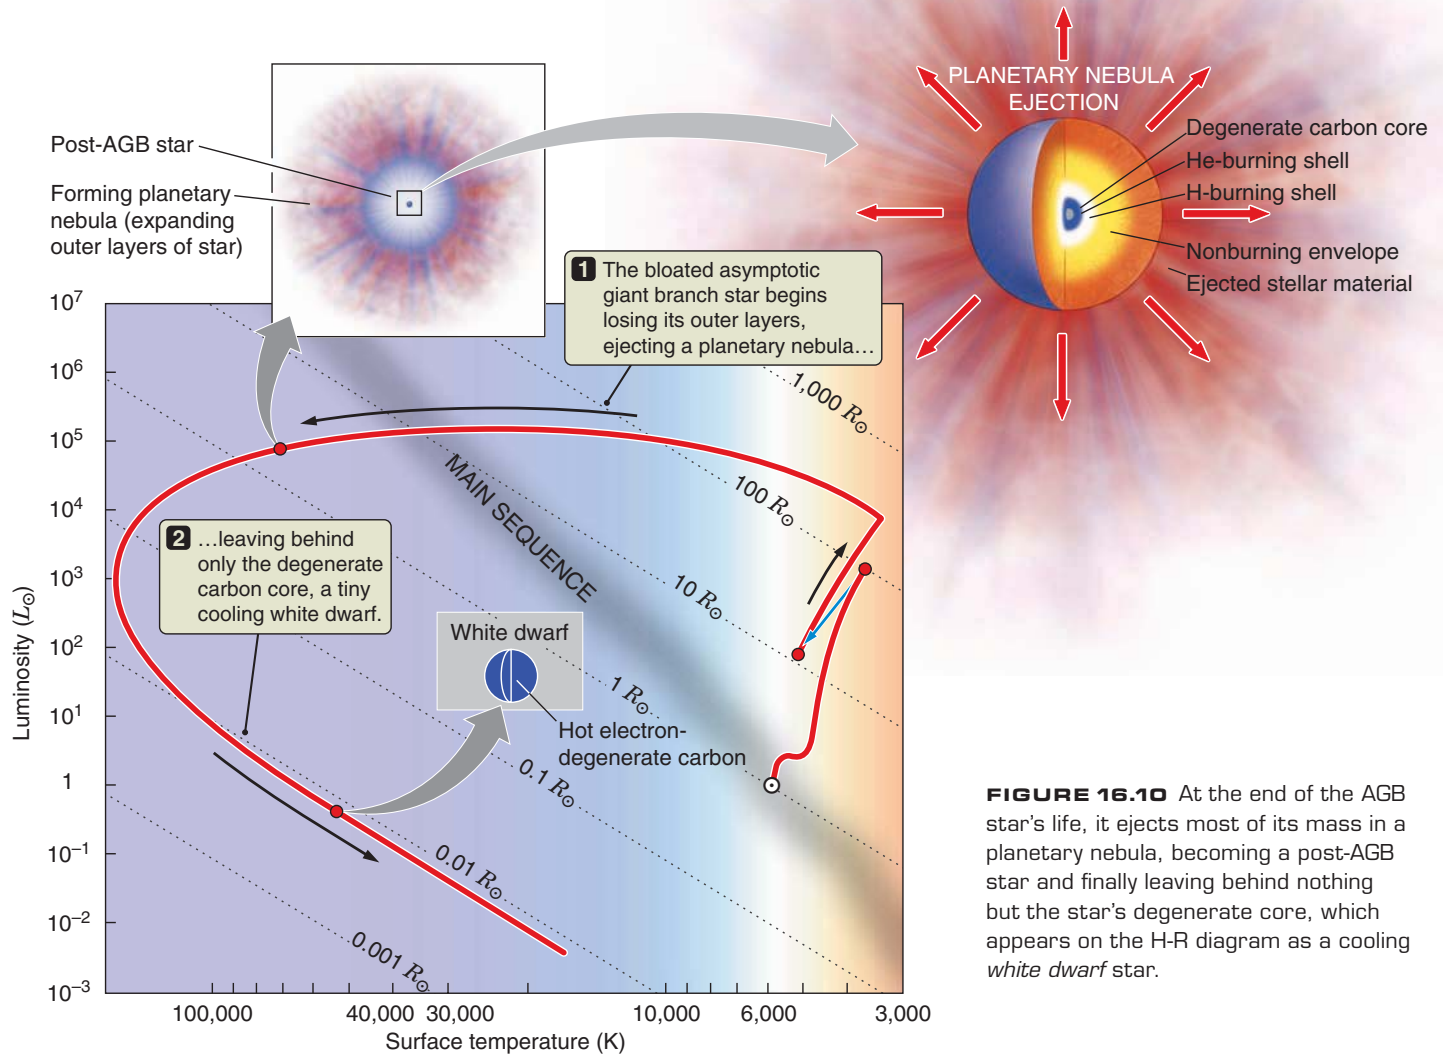 PLANETARY NEBULA
EJECTION
Degenerate carbon core
He-burning shell
H-burning shell
Nonburning envelope
Ejected stellar material
Post-AGB star
Forming planetary
nebula (expanding
outer layers of star)
1 The bloated asymptotic
giant branch star begins
losing its outer layers,
ejecting a planetary nebula…
2 …leaving behind
only the degenerate
carbon core, a tiny
cooling white dwarf.
MAIN SEQUENCE
White dwarf
Hot electron-
degenerate carbon
1,000 R☉
100 R☉
10 R☉
1 R☉
0.1 R☉
0.01 R☉
0.001 R☉
Luminosity (L☉)
10⁷
10⁶
10⁵
10⁴
10³
10²
10¹
1
10⁻¹
10⁻²
10⁻³
100,000 40,000 30,000 10,000 6,000 3,000
Surface temperature (K)
FIGURE 16.10 At the end of the AGB
star’s life, it ejects most of its mass in a
planetary nebula, becoming a post-AGB
star and finally leaving behind nothing
but the star’s degenerate core, which
appears on the H-R diagram as a cooling
white dwarf star.